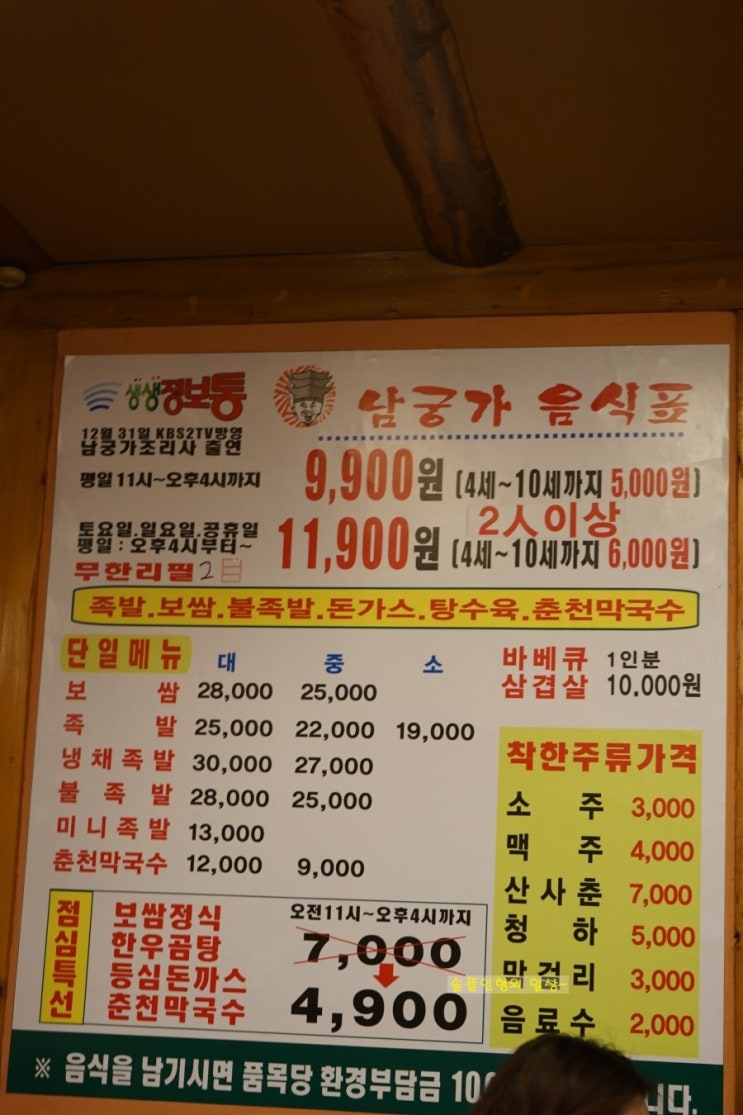 생생정보통
남궁가 음식표
12월 31일 KBS2TV방영
남궁가조리사 출연
평일 11시~오후4시까지 9,900원 (4세~10세까지 5,000원)
2人이상
토요일.일요일.공휴일
평일 : 오후4시부터~ 11,900원 (4세~10세까지 6,000원)
무한리필
족발.보쌈.불족발.돈가스.탕수육.춘천막국수
단일메뉴 대 중 소
보쌈 28,000 25,000
족발 25,000 22,000 19,000
냉채족발 30,000 27,000
불족발 28,000 25,000
미니족발 13,000
춘천막국수 12,000 9,000
바베큐 1인분
삼겹살 10.000원
착한주류가격
소주 3,000
맥주 4,000
산사춘 7,000
청하 5,000
막걸리 3,000
음료수 2,000
점심특선
보쌈정식
한우곰탕
등심돈까스
춘천막국수
오전11시~오후4시까지
7,000
4,900
※ 음식을 남기시면 품목당 환경부담금